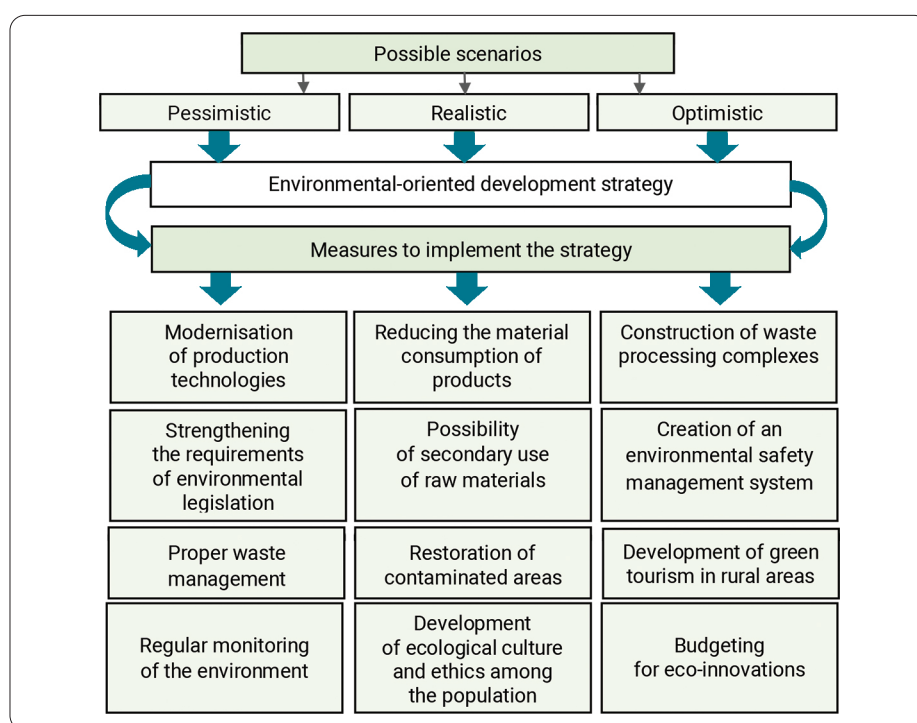 Possible scenarios
Pessimistic
Realistic
Optimistic
Environmental-oriented development strategy
Measures to implement the strategy
Modernisation
of production
technologies
Reducing the material
consumption of
products
Construction of waste
processing complexes
Strengthening
the requirements
of environmental
legislation
Possibility
of secondary use
of raw materials
Creation of an
environmental safety
management system
Proper waste
management
Restoration of
contaminated areas
Development of green
tourism in rural areas
Regular monitoring
of the environment
Development
of ecological culture
and ethics among
the population
Budgeting
for eco-innovations